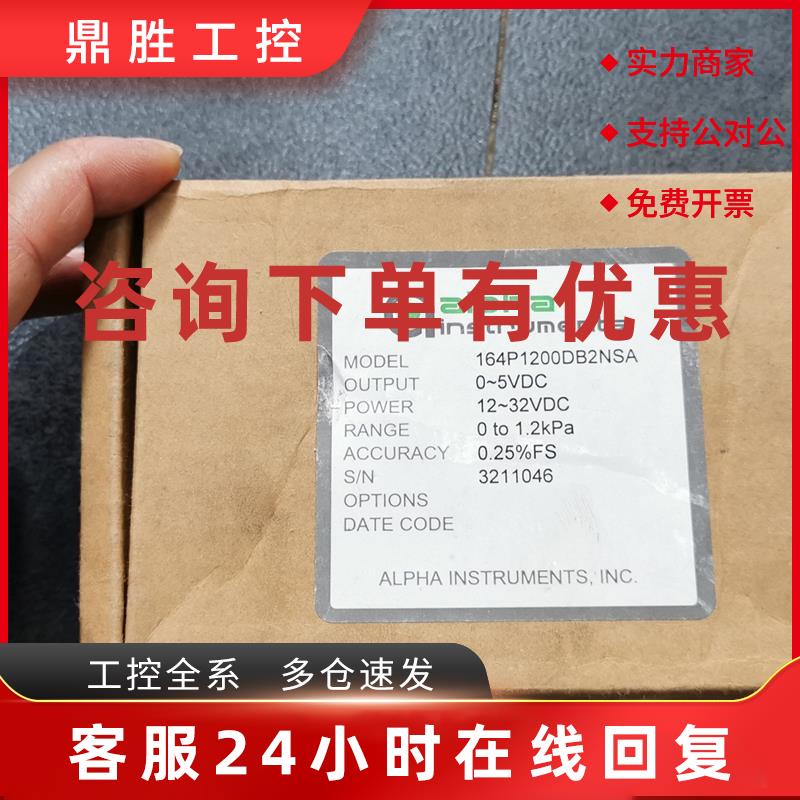 鼎胜工控
实力商家
支持公对公
免费开票
咨询下单有优惠
alpha
instruments
MODEL 164P1200DB2NSA
OUTPUT 0~5VDC
POWER 12~32VDC
RANGE 0 to 1.2kPa
ACCURACY 0.25%FS
S/N 3211046
OPTIONS
DATE CODE
ALPHA INSTRUMENTS, INC.
工控全系 多仓速发
客服24小时在线回复